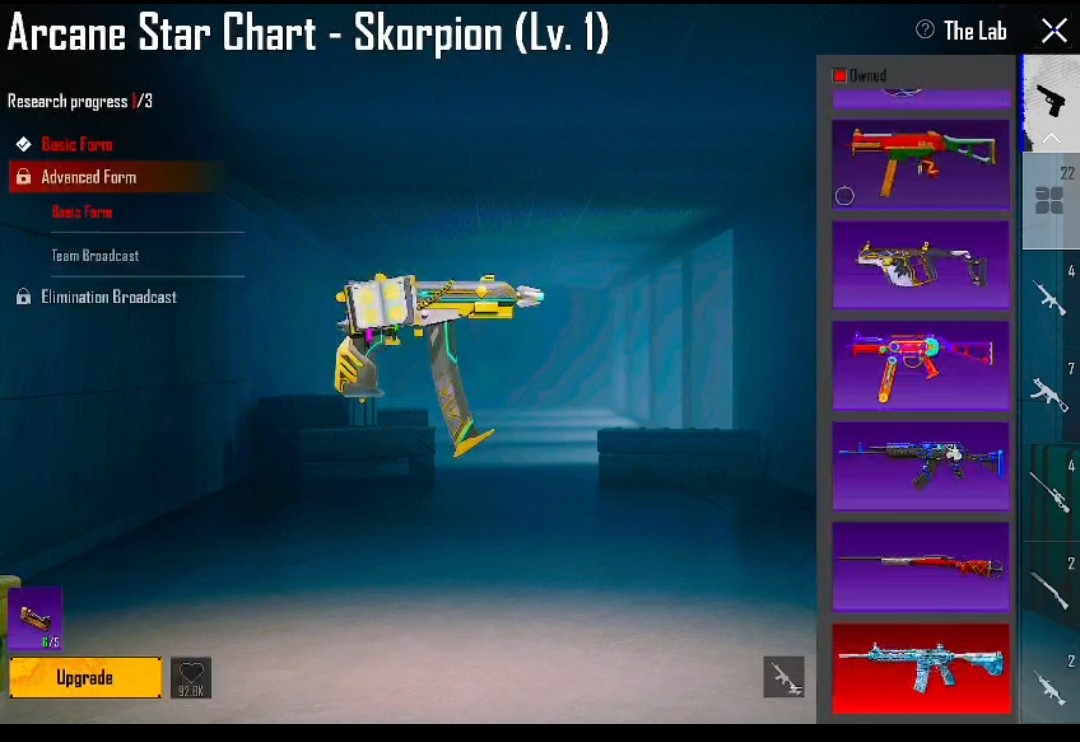 Arcane Star Chart - Skorpion (Lv. 1)
The Lab
Owned
Research progress 1/3
Basic Form
Advanced Form
Basic Form
Team Broadcast
Elimination Broadcast
22
4
7
4
2
2
6/5
Upgrade
92.8K